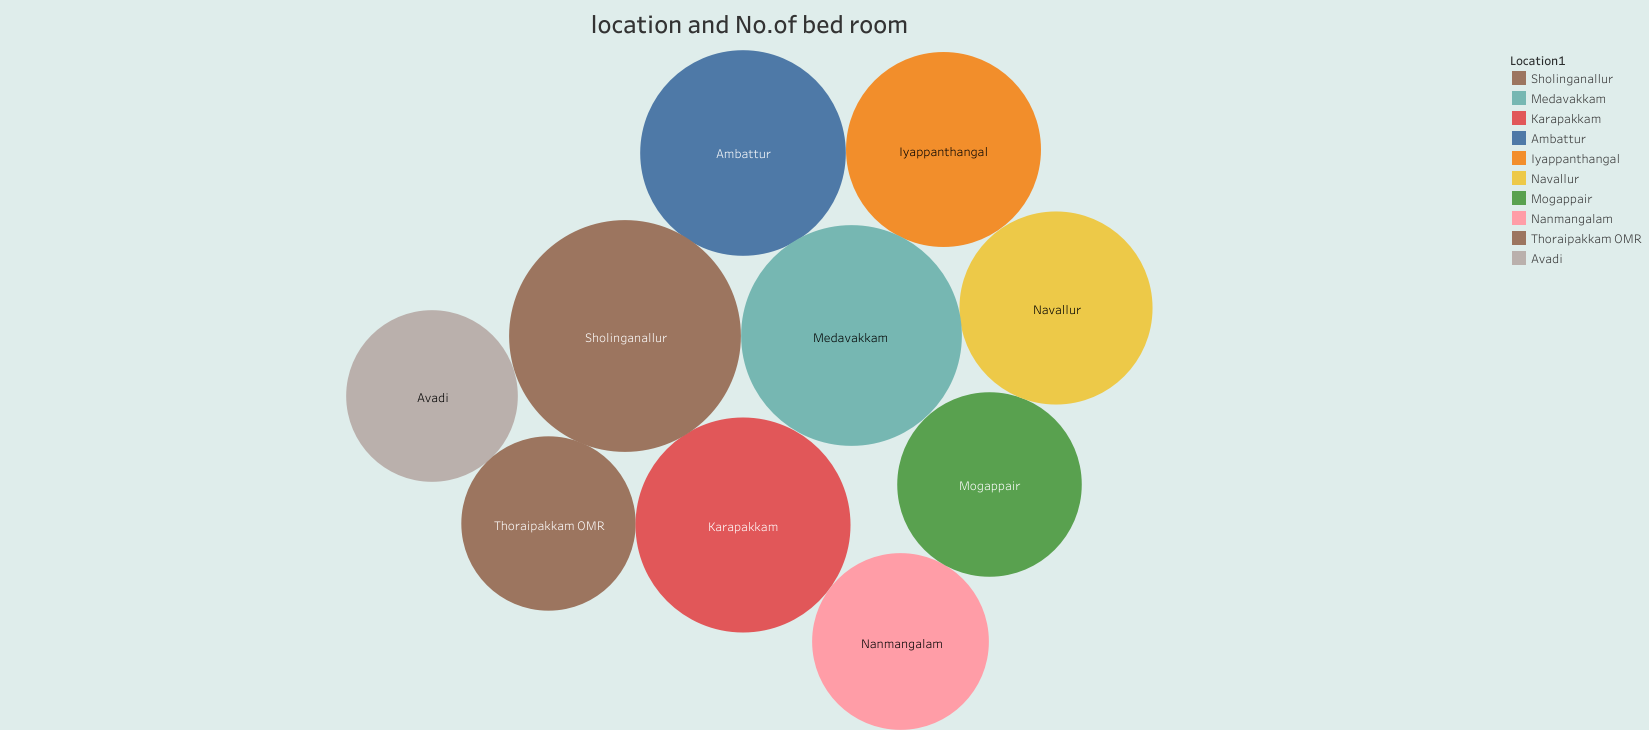 location and No.of bed room
Ambattur
Iyappanthangal
Navallur
Sholinganallur
Medavakkam
Avadi
Mogappair
Thoraipakkam OMR
Karapakkam
Nanmangalam
Location1
Sholinganallur
Medavakkam
Karapakkam
Ambattur
Iyappanthangal
Navallur
Mogappair
Nanmangalam
Thoraipakkam OMR
Avadi